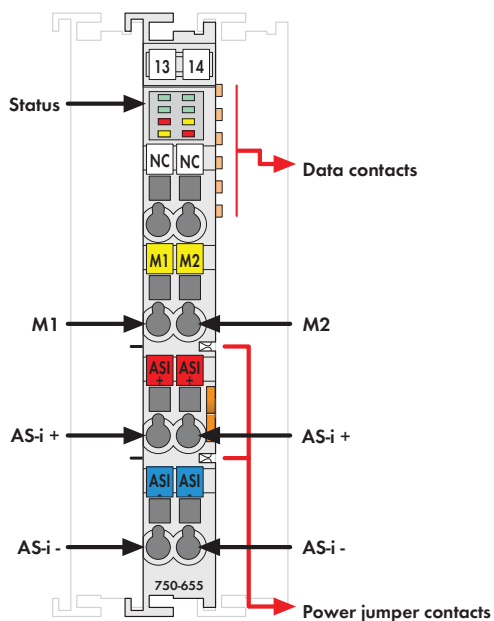 13 14
Status
Data contacts
NC NC
M1 M2
M1
M2
ASI ASI
+ +
AS-i +
AS-i +
ASI ASI
- -
AS-i -
AS-i -
750-655
Power jumper contacts